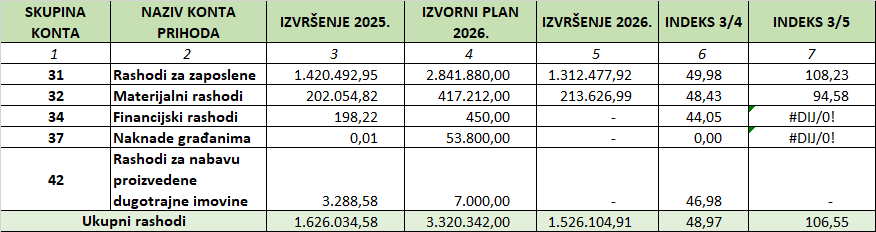 SKUPINA KONTA NAZIV KONTA PRIHODA IZVRŠENJE 2025. IZVORNI PLAN 2026. IZVRŠENJE 2026. INDEKS 3/4 INDEKS 3/5
1 2 3 4 5 6 7
31 Rashodi za zaposlene 1.420.492,95 2.841.880,00 1.312.477,92 49,98 108,23
32 Materijalni rashodi 202.054,82 417.212,00 213.626,99 48,43 94,58
34 Financijski rashodi 198,22 450,00 - 44,05 #DIJ/0!
37 Naknade građanima 0,01 53.800,00 - 0,00 #DIJ/0!
42 Rashodi za nabavu
proizvedene
dugotrajne imovine 3.288,58 7.000,00 - 46,98 -
Ukupni rashodi 1.626.034,58 3.320.342,00 1.526.104,91 48,97 106,55